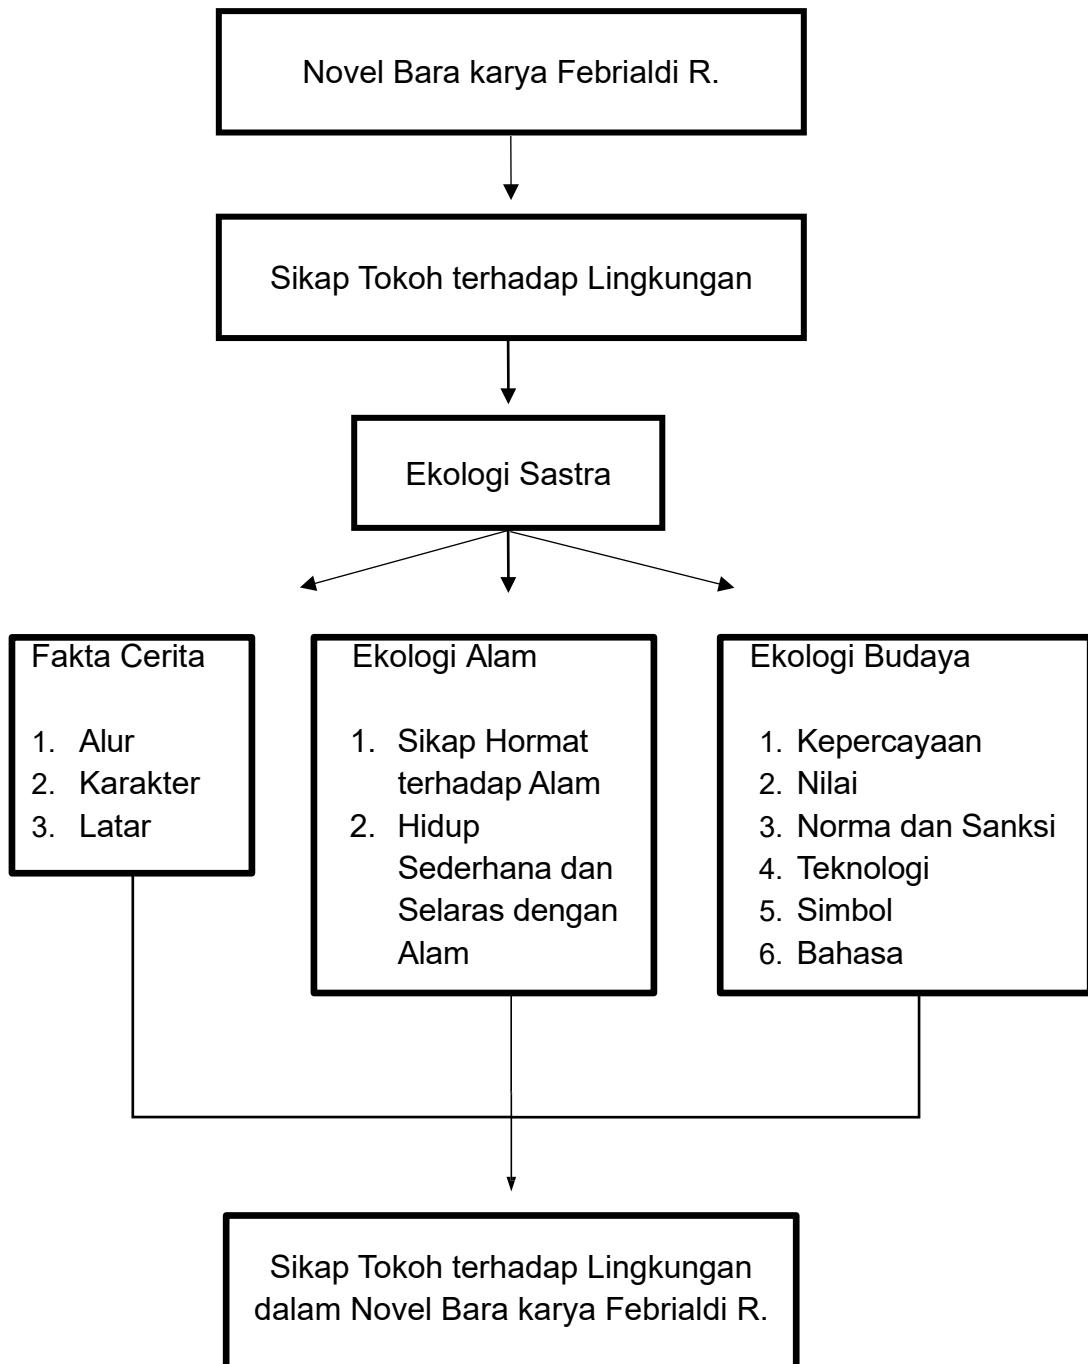 Novel Bara karya Febrialdi R.
Sikap Tokoh terhadap Lingkungan
Ekologi Sastra
Fakta Cerita
1. Alur
2. Karakter
3. Latar
Ekologi Alam
1. Sikap Hormat
terhadap Alam
2. Hidup
Sederhana dan
Selaras dengan
Alam
Ekologi Budaya
1. Kepercayaan
2. Nilai
3. Norma dan Sanksi
4. Teknologi
5. Simbol
6. Bahasa
Sikap Tokoh terhadap Lingkungan
dalam Novel Bara karya Febrialdi R.